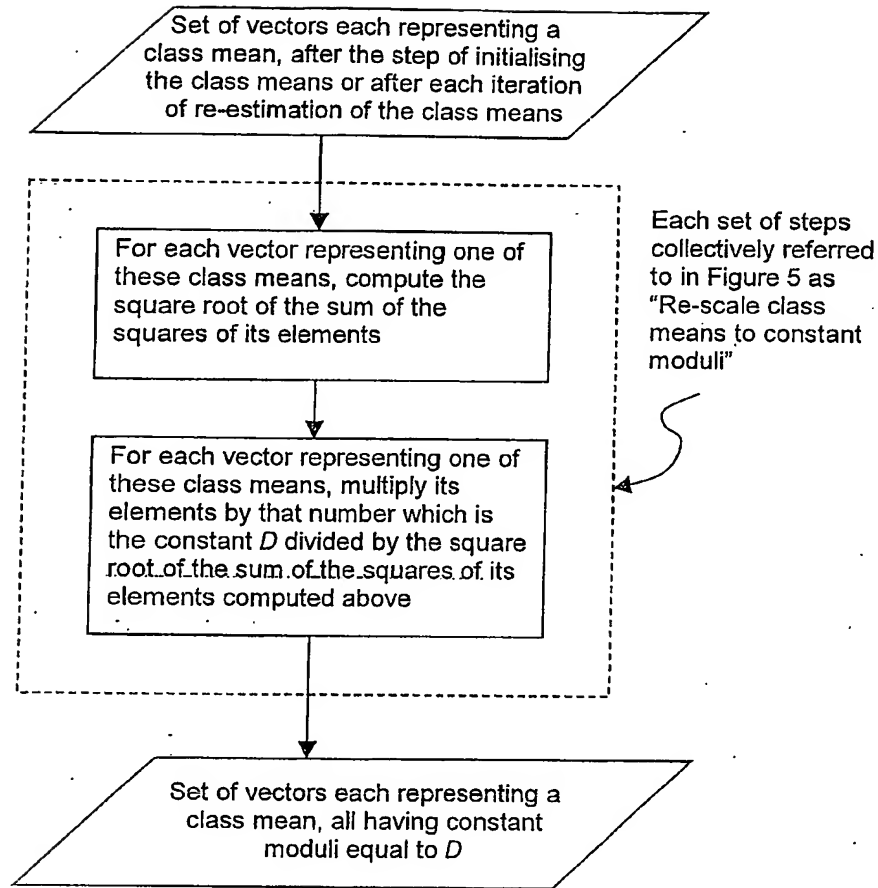 Set of vectors each representing a
class mean, after the step of initialising
the class means or after each iteration
of re-estimation of the class means
For each vector representing one of
these class means, compute the
square root of the sum of the
squares of its elements
Each set of steps
collectively referred
to in Figure 5 as
"Re-scale class
means to constant
moduli"
For each vector representing one of
these class means, multiply its
elements by that number which is
the constant D divided by the square
root of the sum of the squares of its
elements computed above
Set of vectors each representing a
class mean, all having constant
moduli equal to D